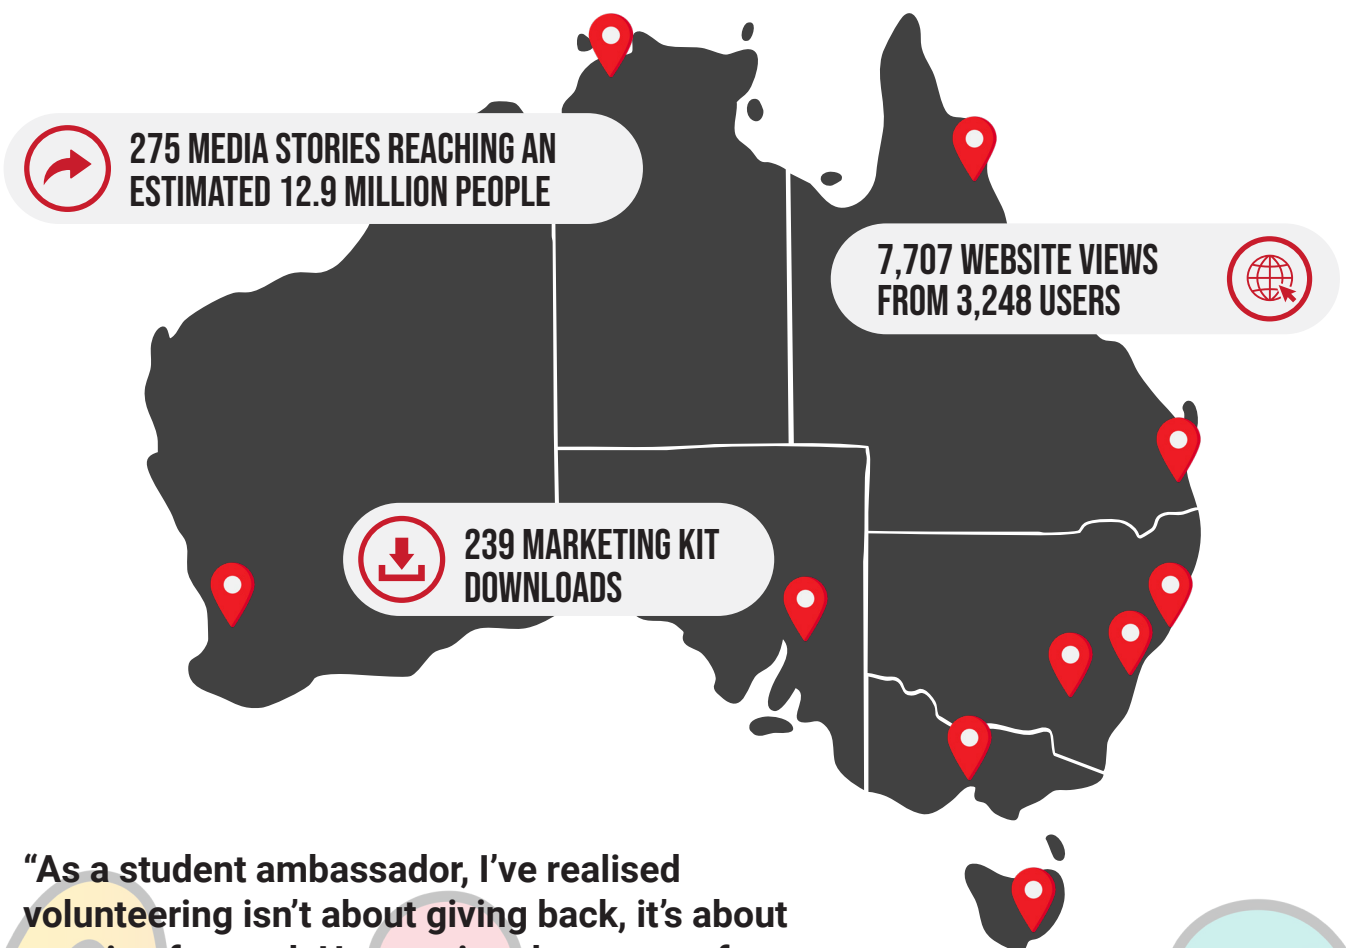 275 MEDIA STORIES REACHING AN
ESTIMATED 12.9 MILLION PEOPLE
7,707 WEBSITE VIEWS
FROM 3,248 USERS
239 MARKETING KIT
DOWNLOADS
“As a student ambassador, I’ve realised
volunteering isn’t about giving back, it’s about